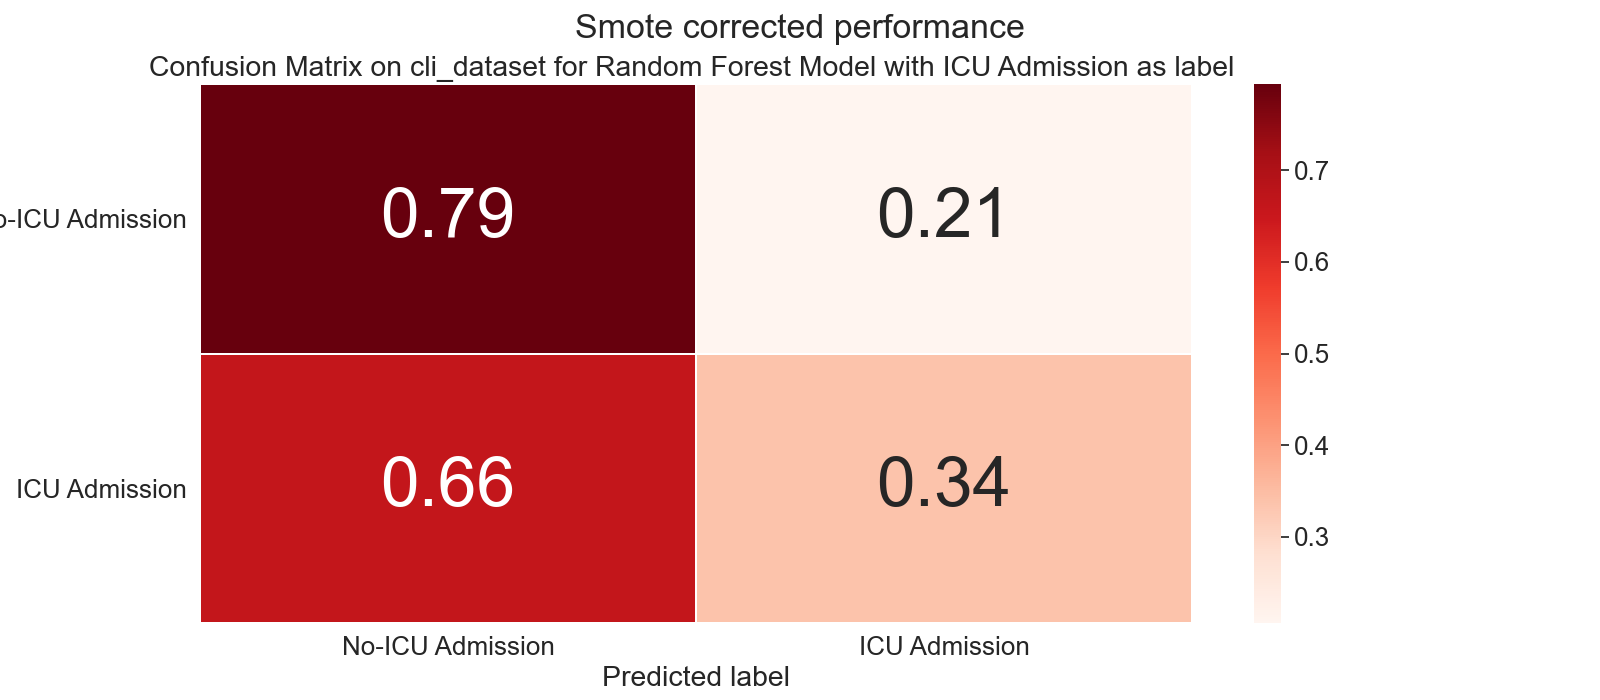 Smote corrected performance
Confusion Matrix on cli_dataset for Random Forest Model with ICU Admission as label
o-ICU Admission
0.79
0.21
0.7
0.6
0.5
0.4
0.3
ICU Admission
0.66
0.34
No-ICU Admission
ICU Admission
Predicted label